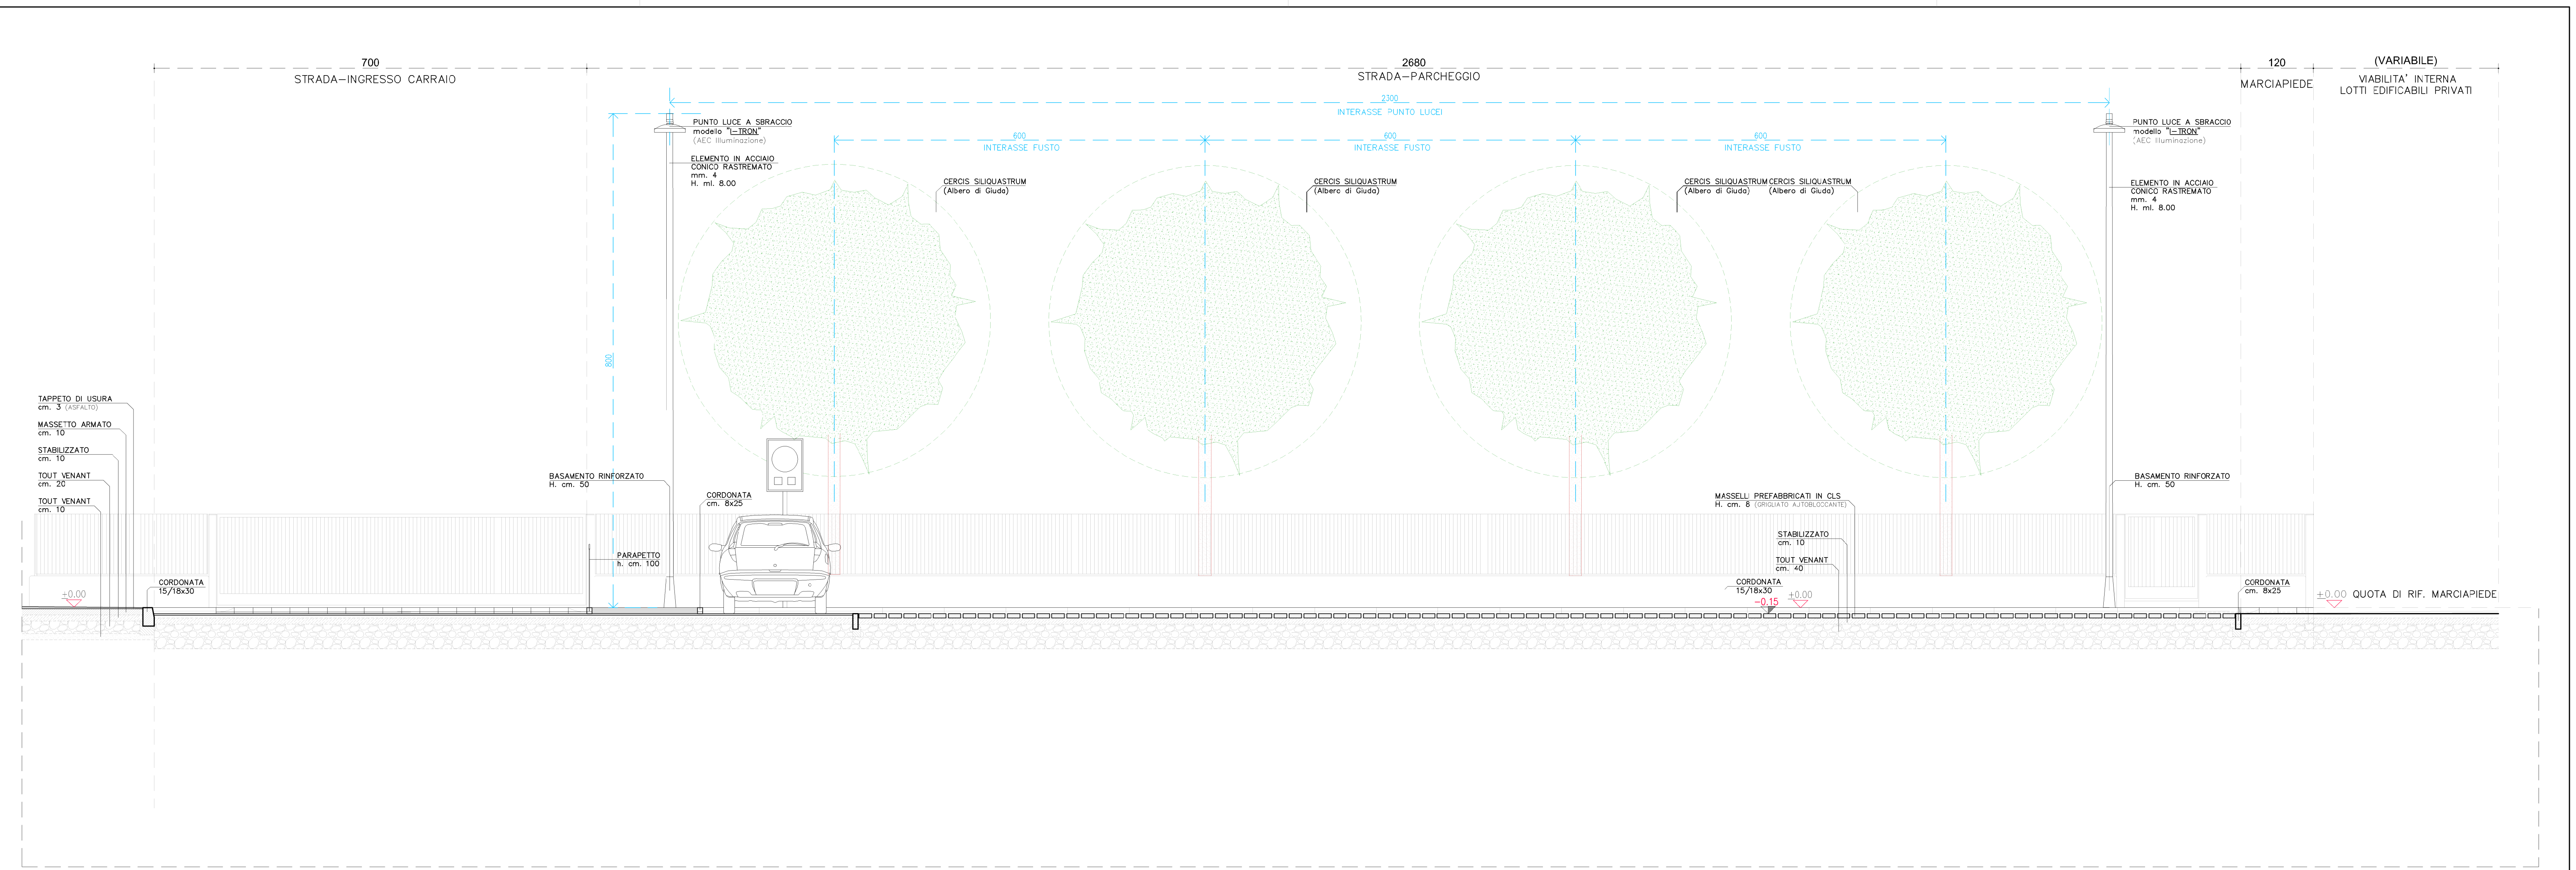 700
STRADA-INGRESSO CARRAIO
2680
STRADA-PARCHEGGIO
120
MARCIAPIEDE
(VARIABILE)
VIABILITA' INTERNA
LOTTI EDIFICABILI PRIVATI
2300
INTERASSE PUNTO LUCEI
PUNTO LUCE A SBRACCIO
modello "I-TRON"
(AEC Illuminazione)
ELEMENTO IN ACCIAIO
CONICO RASTREMATO
mm. 4
H. ml. 8.00
600
INTERASSE FUSTO
600
INTERASSE FUSTO
600
INTERASSE FUSTO
CERCIS SILIQUASTRUM
(Albero di Giuda)
CERCIS SILIQUASTRUM
(Albero di Giuda)
CERCIS SILIQUASTRUM
(Albero di Giuda)
CERCIS SILIQUASTRUM
(Albero di Giuda)
PUNTO LUCE A SBRACCIO
modello "I-TRON"
(AEC Illuminazione)
ELEMENTO IN ACCIAIO
CONICO RASTREMATO
mm. 4
H. ml. 8.00
800
TAPPETO DI USURA
cm. 3 (ASFALTO)
MASSETTO ARMATO
cm. 10
STABILIZZATO
cm. 10
TOUT VENANT
cm. 20
TOUT VENANT
cm. 10
BASAMENTO RINFORZATO
H. cm. 50
CORDONATA
cm. 8x25
PARAPETTO
h. cm. 100
CORDONATA
15/18x30
±0.00
MASSELLI PREFABBRICATI IN CLS
H. cm. 8 (GRIGLIATO AUTOBLOCCANTE)
STABILIZZATO
cm. 10
TOUT VENANT
cm. 40
CORDONATA
15/18x30
-0.15
±0.00
BASAMENTO RINFORZATO
H. cm. 50
CORDONATA
cm. 8x25
±0.00 QUOTA DI RIF. MARCIAPIEDE